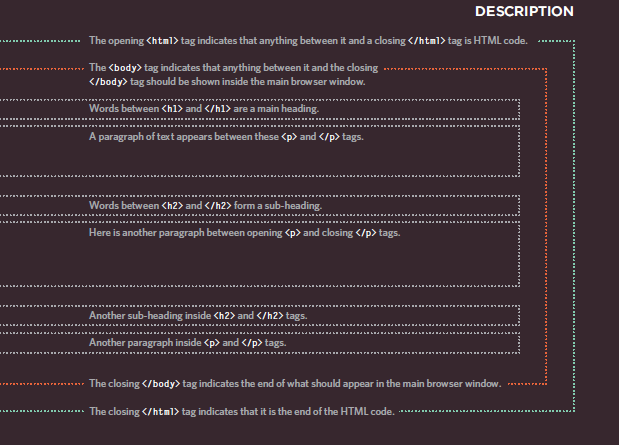 DESCRIPTION
The opening <html> tag indicates that anything between it and a closing </html> tag is HTML code.
The <body> tag indicates that anything between it and the closing
</body> tag should be shown inside the main browser window.
Words between <h1> and </h1> are a main heading.
A paragraph of text appears between these <p> and </p> tags.
Words between <h2> and </h2> form a sub-heading.
Here is another paragraph between opening <p> and closing </p> tags.
Another sub-heading inside <h2> and </h2> tags.
Another paragraph inside <p> and </p> tags.
The closing </body> tag indicates the end of what should appear in the main browser window.
The closing </html> tag indicates that it is the end of the HTML code.